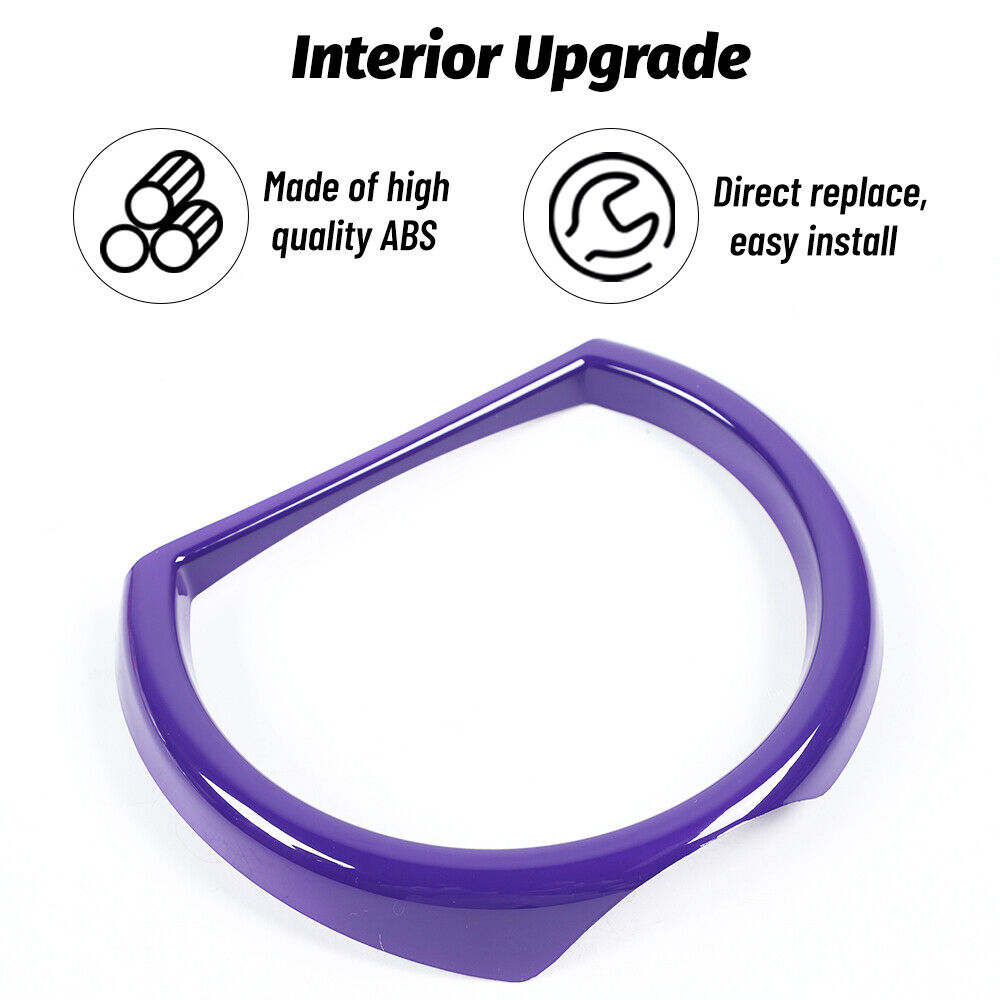 Interior Upgrade
Made of high
quality ABS
Direct replace,
easy install